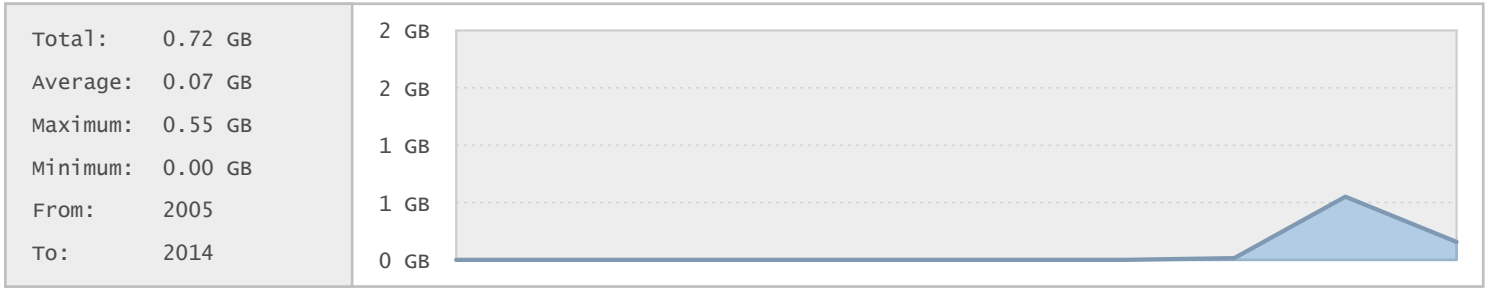 Total: 0.72 GB
Average: 0.07 GB
Maximum: 0.55 GB
Minimum: 0.00 GB
From: 2005
To: 2014
2 GB
2 GB
1 GB
1 GB
0 GB